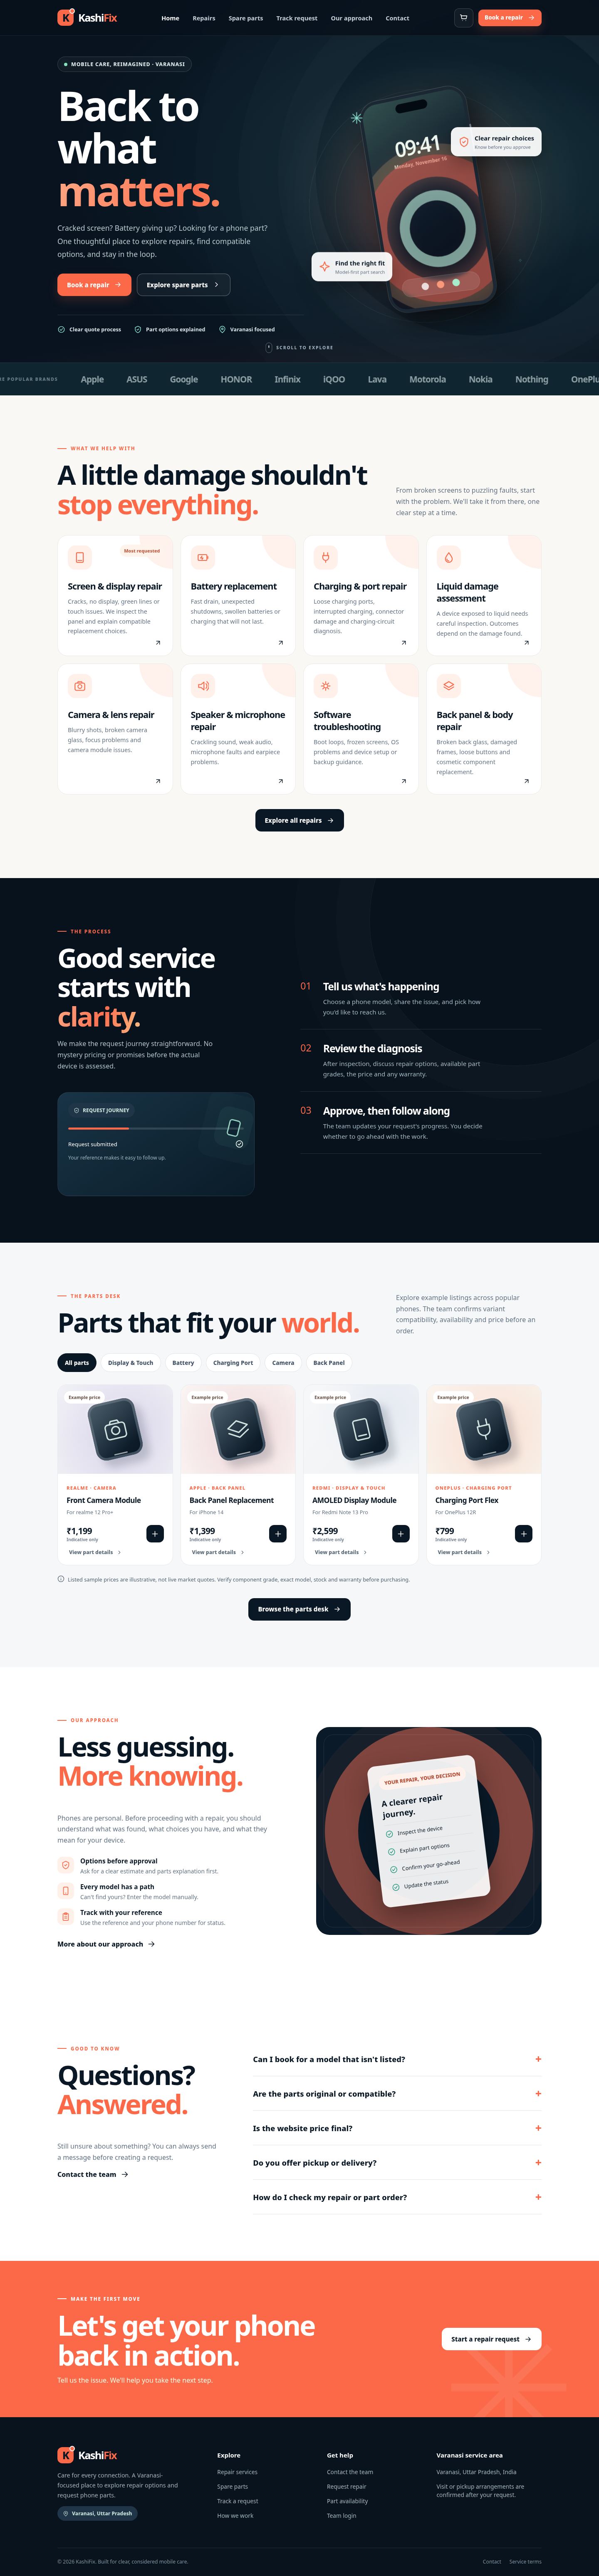 KashiFix
Home Repairs Spare parts Track request Our approach Contact
Book a repair
MOBILE CARE, REIMAGINED · VARANASI
Back to
what
matters.
Cracked screen? Battery giving up? Looking for a phone part?
One thoughtful place to explore repairs, find compatible
options, and stay in the loop.
Book a repair
Explore spare parts
Clear quote process
Part options explained
Varanasi focused
09:41
Monday, November 16
Clear repair choices
Know before you approve
Find the right fit
Model-first part search
SCROLL TO EXPLORE
POPULAR BRANDS Apple ASUS Google HONOR Infinix iQOO Lava Motorola Nokia Nothing
WHAT WE HELP WITH
A little damage shouldn't
stop everything.
From broken screens to puzzling faults, start
with the problem. We'll take it from there, one
clear step at a time.
Most requested
Screen & display repair
Cracks, no display, green lines or
touch issues. We inspect the
panel and explain compatible
replacement choices.
Battery replacement
Fast drain, unexpected
shutdowns, swollen batteries or
charging that will not last.
Charging & port repair
Loose charging ports,
interrupted charging, connector
damage and charging-circuit
diagnosis.
Liquid damage
assessment
A device exposed to liquid needs
careful inspection. Outcomes
depend on the damage found.
Camera & lens repair
Blurry shots, broken camera
glass, focus problems and
camera module issues.
Speaker & microphone
repair
Crackling sound, weak audio,
microphone faults and earpiece
problems.
Software
troubleshooting
Boot loops, frozen screens, OS
problems and device setup or
backup guidance.
Back panel & body
repair
Broken back glass, damaged
frames, loose buttons and
cosmetic component
replacement.
Explore all repairs
THE PROCESS
Good service
starts with
clarity.
We make the request journey straightforward. No
mystery pricing or promises before the actual
device is assessed.
REQUEST JOURNEY
Request submitted
Your reference makes it easy to follow up.
01
Tell us what's happening
Choose a phone model, share the issue, and pick how
you'd like to reach us.
02
Review the diagnosis
After inspection, discuss repair options, available part
grades, the price and any warranty.
03
Approve, then follow along
The team updates your request's progress. You decide
whether to go ahead with the work.
THE PARTS DESK
Parts that fit your world.
Explore example listings across popular
phones. The team confirms variant
compatibility, availability and price before an
order.
All parts Display & Touch Battery Charging Port Camera Back Panel
Example price
REALME · CAMERA
Front Camera Module
For realme 12 Pro+
₹1,199
Indicative only
View part details
Example price
APPLE · BACK PANEL
Back Panel Replacement
For iPhone 14
₹1,399
Indicative only
View part details
Example price
REDMI · DISPLAY & TOUCH
AMOLED Display Module
For Redmi Note 13 Pro
₹2,599
Indicative only
View part details
Example price
ONEPLUS · CHARGING PORT
Charging Port Flex
For OnePlus 12R
₹799
Indicative only
View part details
Listed sample prices are illustrative, not live market quotes. Verify component grade, exact model, stock and warranty before purchasing.
Browse the parts desk
OUR APPROACH
Less guessing.
More knowing.
Phones are personal. Before proceeding with a repair, you should
understand what was found, what choices you have, and what they
mean for your device.
Options before approval
Ask for a clear estimate and parts explanation first.
Every model has a path
Can't find yours? Enter the model manually.
Track with your reference
Use the reference and your phone number for status.
More about our approach
YOUR REPAIR, YOUR DECISION
A clearer repair
journey.
Inspect the device
Explain part options
Confirm your go-ahead
Update the status
GOOD TO KNOW
Questions?
Answered.
Still unsure about something? You can always send
a message before creating a request.
Contact the team
Can I book for a model that isn't listed?
Are the parts original or compatible?
Is the website price final?
Do you offer pickup or delivery?
How do I check my repair or part order?
MAKE THE FIRST MOVE
Let's get your phone
back in action.
Tell us the issue. We'll help you take the next step.
Start a repair request
KashiFix
Care for every connection. A Varanasi-
focused place to explore repair options and
request phone parts.
Varanasi, Uttar Pradesh
Explore
Repair services
Spare parts
Track a request
How we work
Get help
Contact the team
Request repair
Part availability
Team login
Varanasi service area
Varanasi, Uttar Pradesh, India
Visit or pickup arrangements are
confirmed after your request.
© 2026 KashiFix. Built for clear, considered mobile care.
Contact Service terms